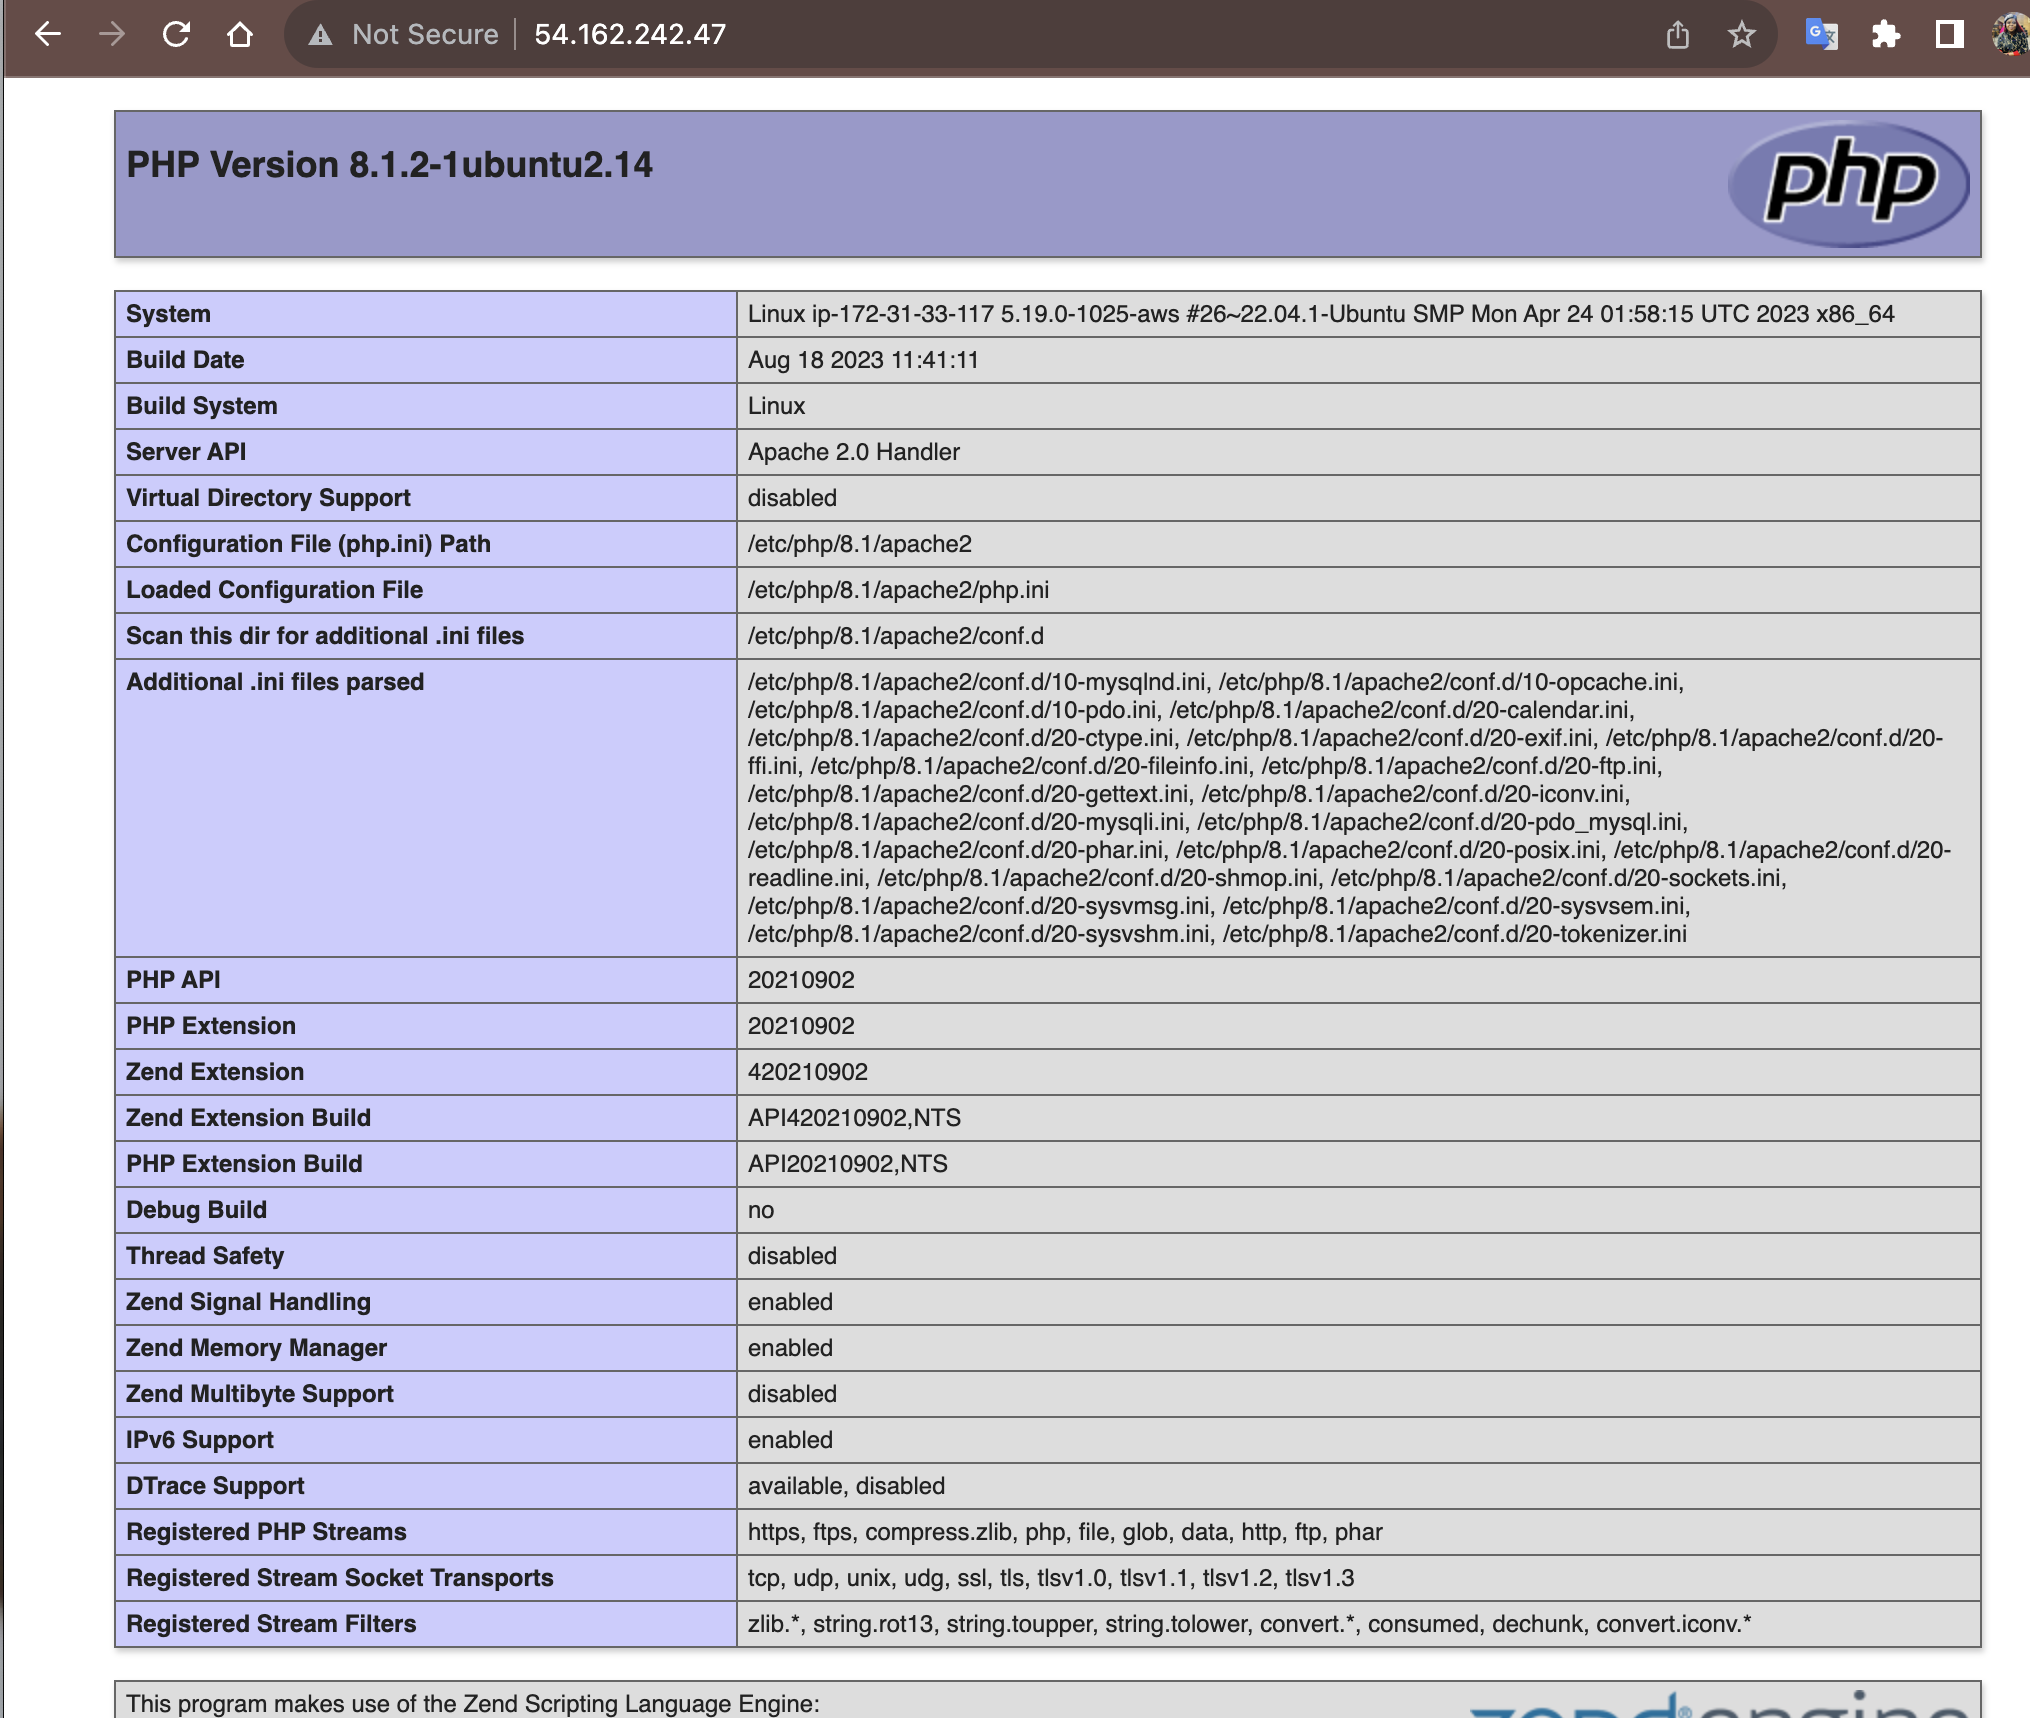 Not Secure 54.162.242.47
PHP Version 8.1.2-1ubuntu2.14
php
System Linux ip-172-31-33-117 5.19.0-1025-aws #26~22.04.1-Ubuntu SMP Mon Apr 24 01:58:15 UTC 2023 x86_64
Build Date Aug 18 2023 11:41:11
Build System Linux
Server API Apache 2.0 Handler
Virtual Directory Support disabled
Configuration File (php.ini) Path /etc/php/8.1/apache2
Loaded Configuration File /etc/php/8.1/apache2/php.ini
Scan this dir for additional .ini files /etc/php/8.1/apache2/conf.d
Additional .ini files parsed /etc/php/8.1/apache2/conf.d/10-mysqlnd.ini, /etc/php/8.1/apache2/conf.d/10-opcache.ini,
/etc/php/8.1/apache2/conf.d/10-pdo.ini, /etc/php/8.1/apache2/conf.d/20-calendar.ini,
/etc/php/8.1/apache2/conf.d/20-ctype.ini, /etc/php/8.1/apache2/conf.d/20-exif.ini, /etc/php/8.1/apache2/conf.d/20-
ffi.ini, /etc/php/8.1/apache2/conf.d/20-fileinfo.ini, /etc/php/8.1/apache2/conf.d/20-ftp.ini,
/etc/php/8.1/apache2/conf.d/20-gettext.ini, /etc/php/8.1/apache2/conf.d/20-iconv.ini,
/etc/php/8.1/apache2/conf.d/20-mysqli.ini, /etc/php/8.1/apache2/conf.d/20-pdo_mysql.ini,
/etc/php/8.1/apache2/conf.d/20-phar.ini, /etc/php/8.1/apache2/conf.d/20-posix.ini, /etc/php/8.1/apache2/conf.d/20-
readline.ini, /etc/php/8.1/apache2/conf.d/20-shmop.ini, /etc/php/8.1/apache2/conf.d/20-sockets.ini,
/etc/php/8.1/apache2/conf.d/20-sysvmsg.ini, /etc/php/8.1/apache2/conf.d/20-sysvsem.ini,
/etc/php/8.1/apache2/conf.d/20-sysvshm.ini, /etc/php/8.1/apache2/conf.d/20-tokenizer.ini
PHP API 20210902
PHP Extension 20210902
Zend Extension 420210902
Zend Extension Build API420210902,NTS
PHP Extension Build API20210902,NTS
Debug Build no
Thread Safety disabled
Zend Signal Handling enabled
Zend Memory Manager enabled
Zend Multibyte Support disabled
IPv6 Support enabled
DTrace Support available, disabled
Registered PHP Streams https, ftps, compress.zlib, php, file, glob, data, http, ftp, phar
Registered Stream Socket Transports tcp, udp, unix, udg, ssl, tls, tlsv1.0, tlsv1.1, tlsv1.2, tlsv1.3
Registered Stream Filters zlib.*, string.rot13, string.toupper, string.tolower, convert.*, consumed, dechunk, convert.iconv.*
This program makes use of the Zend Scripting Language Engine:
zend®engine